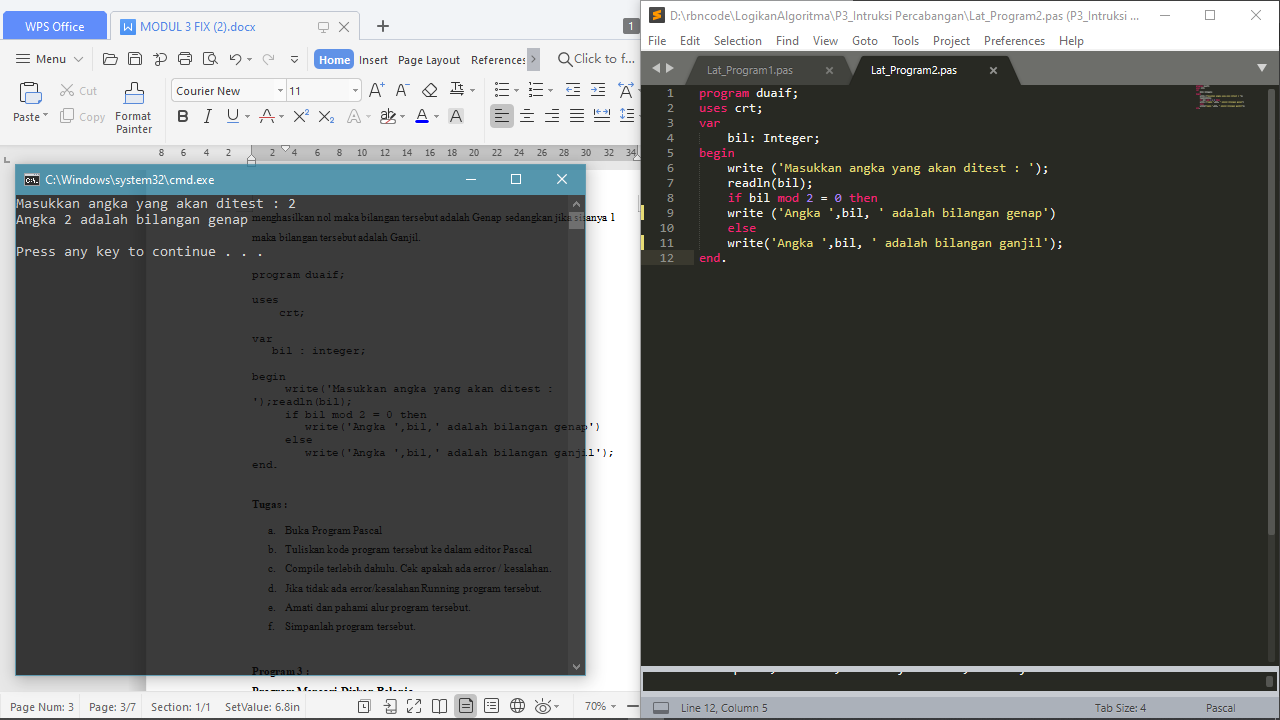 WPS Office
MODUL 3 FIX (2).docx
1
Menu
Home
Insert
Page Layout
References
Click to f...
Paste
Cut
Copy
Format
Painter
Courier New
11
B I U A X² X₂ A ab A A
8 6 4 2 2 4 6 8 10 12 14 16 18 20 22 24 26 28 30 32 34
C:\Windows\system32\cmd.exe
Masukkan angka yang akan ditest : 2
Angka 2 adalah bilangan genap
Press any key to continue . . .
menghasilkan nol maka bilangan tersebut adalah Genap sedangkan jika sisanya 1
maka bilangan tersebut adalah Ganjil.
program duaif;
uses
crt;
var
bil : integer;
begin
write('Masukkan angka yang akan ditest :
');readln(bil);
if bil mod 2 = 0 then
write('Angka ',bil,' adalah bilangan genap')
else
write('Angka ',bil,' adalah bilangan ganjil');
end.
Tugas :
a. Buka Program Pascal
b. Tuliskan kode program tersebut ke dalam editor Pascal
c. Compile terlebih dahulu. Cek apakah ada error / kesalahan.
d. Jika tidak ada error/kesalahan Running program tersebut.
e. Amati dan pahami alur program tersebut.
f. Simpanlah program tersebut.
Program 3 :
Program Mencari Diskon Belanja
Page Num: 3
Page: 3/7
Section: 1/1
SetValue: 6.8in
70%
D:\rbncode\LogikanAlgoritma\P3_Intruksi Percabangan\Lat_Program2.pas (P3_Intruksi ...
File Edit Selection Find View Goto Tools Project Preferences Help
Lat_Program1.pas
Lat_Program2.pas
1 program duaif;
2 uses crt;
3 var
4 bil: Integer;
5 begin
6 write ('Masukkan angka yang akan ditest : ');
7 readln(bil);
8 if bil mod 2 = 0 then
9 write ('Angka ',bil, ' adalah bilangan genap')
10 else
11 write('Angka ',bil, ' adalah bilangan ganjil');
12 end.
Line 12, Column 5
Tab Size: 4
Pascal